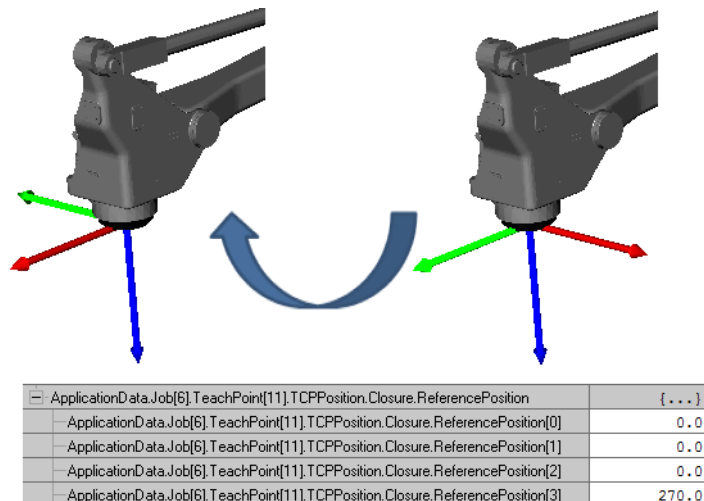 ApplicationData.Job[6].TeachPoint[11].TCPPosition.Closure.ReferencePosition {...}
ApplicationData.Job[6].TeachPoint[11].TCPPosition.Closure.ReferencePosition[0] 0.0
ApplicationData.Job[6].TeachPoint[11].TCPPosition.Closure.ReferencePosition[1] 0.0
ApplicationData.Job[6].TeachPoint[11].TCPPosition.Closure.ReferencePosition[2] 0.0
ApplicationData.Job[6].TeachPoint[11].TCPPosition.Closure.ReferencePosition[3] 270.0